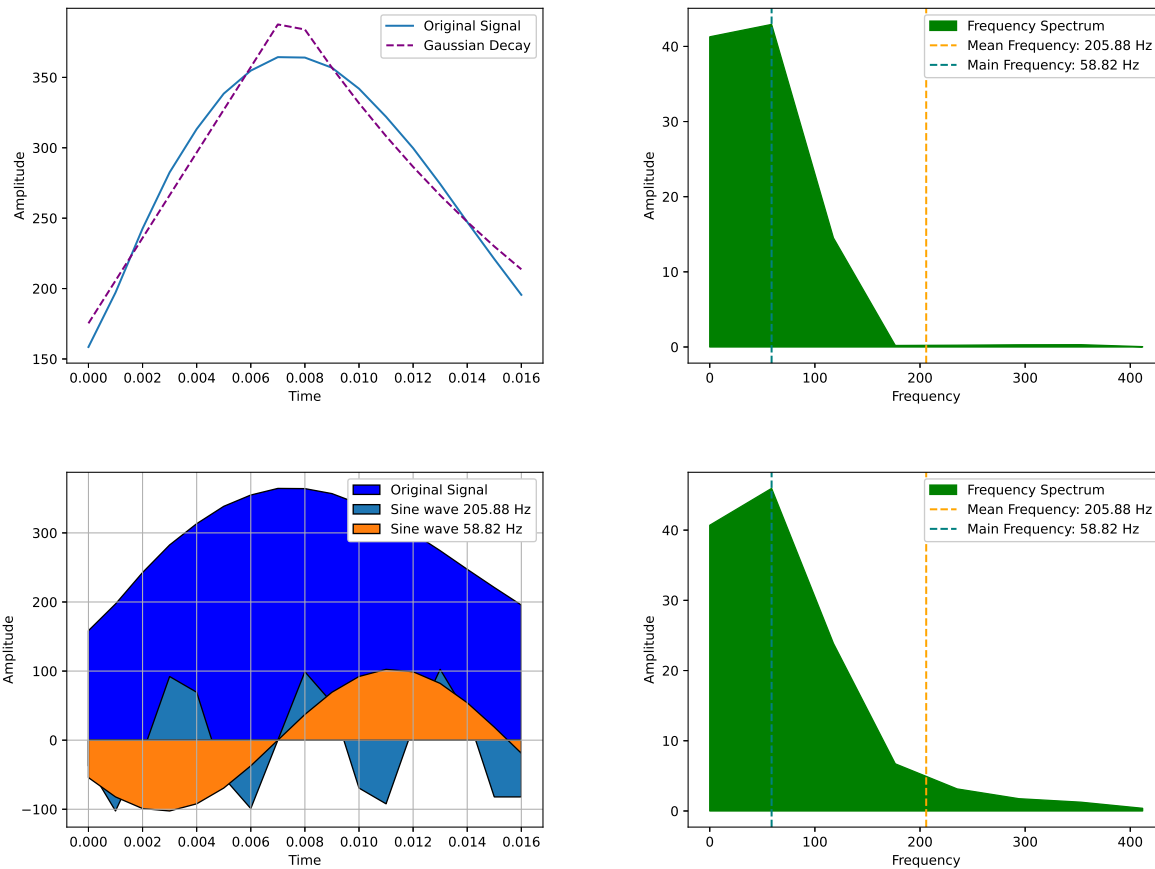 Original Signal
Gaussian Decay
Amplitude
350
300
250
200
150
0.000 0.002 0.004 0.006 0.008 0.010 0.012 0.014 0.016
Time
Frequency Spectrum
Mean Frequency: 205.88 Hz
Main Frequency: 58.82 Hz
Amplitude
40
30
20
10
0
0 100 200 300 400
Frequency
Original Signal
Sine wave 205.88 Hz
Sine wave 58.82 Hz
Amplitude
300
200
100
0
−100
0.000 0.002 0.004 0.006 0.008 0.010 0.012 0.014 0.016
Time
Frequency Spectrum
Mean Frequency: 205.88 Hz
Main Frequency: 58.82 Hz
Amplitude
40
30
20
10
0
0 100 200 300 400
Frequency